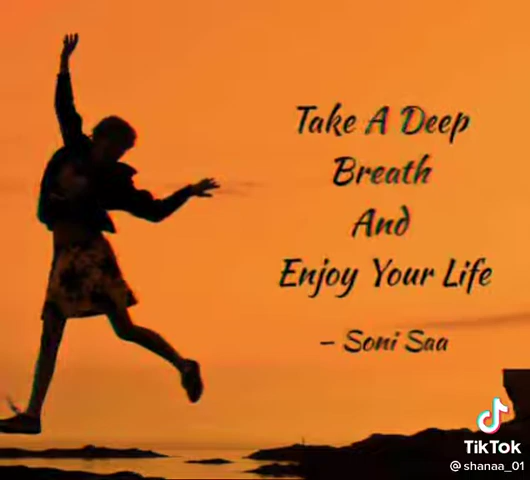 Take A Deep
Breath
And
Enjoy Your Life
– Soni Saa
TikTok
@shanaa_01